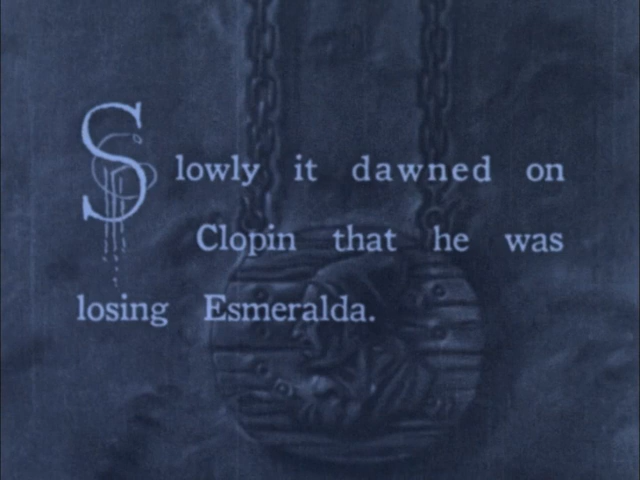 Slowly it dawned on
Clopin that he was
losing Esmeralda.